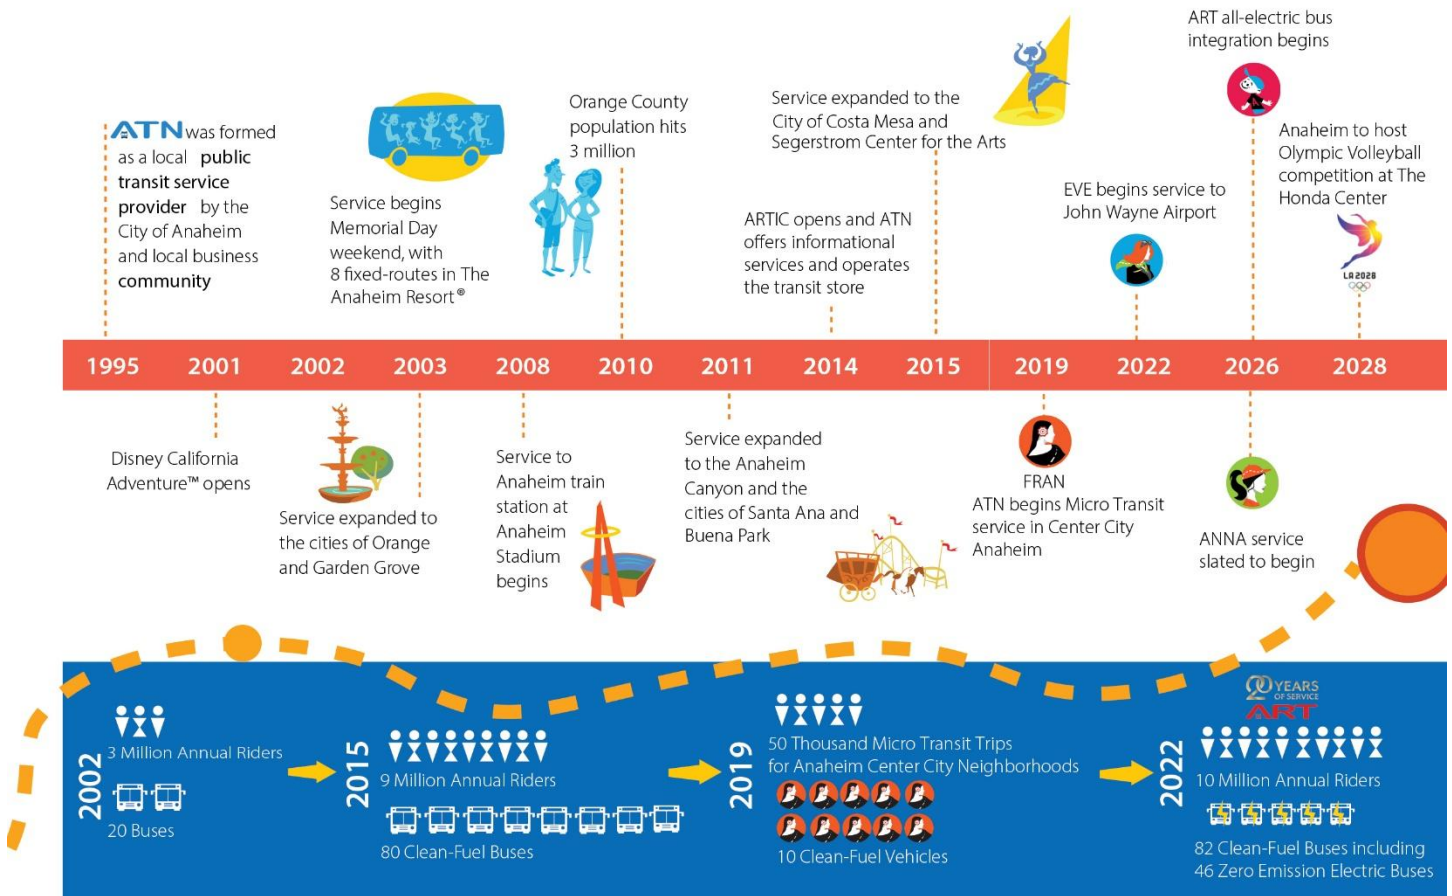 ATN was formed
as a local public
transit service
provider by the
City of Anaheim
and local business
community
Service begins
Memorial Day
weekend, with
8 fixed-routes in The
Anaheim Resort®
Orange County
population hits
3 million
ARTIC opens and ATN
offers informational
services and operates
the transit store
Service expanded to the
City of Costa Mesa and
Segerstrom Center for the Arts
EVE begins service to
John Wayne Airport
ART all-electric bus
integration begins
Anaheim to host
Olympic Volleyball
competition at The
Honda Center
LA2028
1995 2001 2002 2003 2008 2010 2011 2014 2015 2019 2022 2026 2028
Disney California
Adventure™ opens
Service expanded to
the cities of Orange
and Garden Grove
Service to
Anaheim train
station at
Anaheim
Stadium
begins
Service expanded
to the Anaheim
Canyon and the
cities of Santa Ana and
Buena Park
FRAN
ATN begins Micro Transit
service in Center City
Anaheim
ANNA service
slated to begin
2002
3 Million Annual Riders
20 Buses
2015
9 Million Annual Riders
80 Clean-Fuel Buses
2019
50 Thousand Micro Transit Trips
for Anaheim Center City Neighborhoods
10 Clean-Fuel Vehicles
2022
20 YEARS
OF SERVICE
ART
10 Million Annual Riders
82 Clean-Fuel Buses including
46 Zero Emission Electric Buses